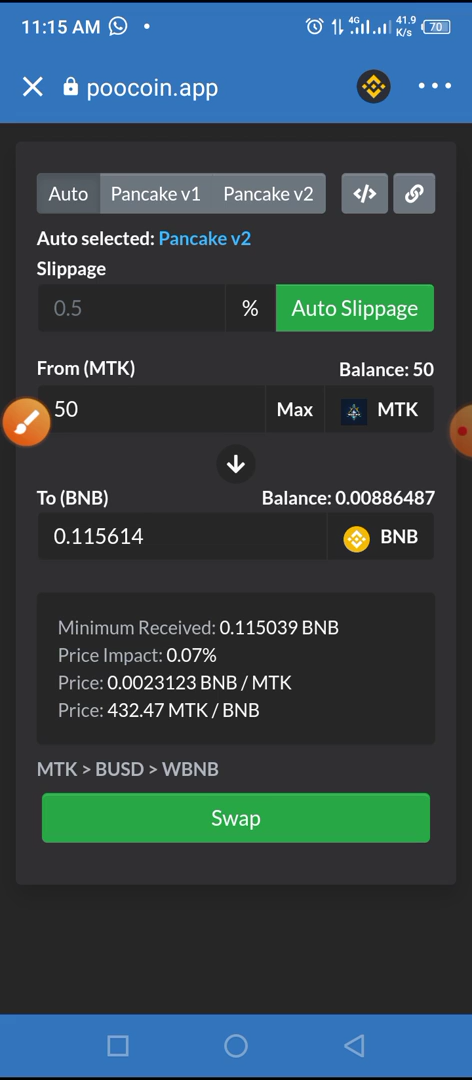 11:15 AM
4G 41.9 K/s 70
poocoin.app
Auto Pancake v1 Pancake v2 </>
Auto selected: Pancake v2
Slippage
0.5 % Auto Slippage
From (MTK) Balance: 50
50 Max MTK
To (BNB) Balance: 0.00886487
0.115614 BNB
Minimum Received: 0.115039 BNB
Price Impact: 0.07%
Price: 0.0023123 BNB / MTK
Price: 432.47 MTK / BNB
MTK > BUSD > WBNB
Swap